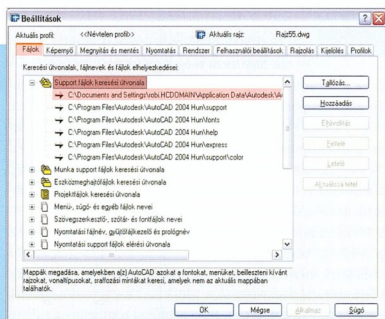 Beállítások
Aktuális profil: <<Névtelen profil>> Aktuális rajz: Rajz55.dwg
Fájlok Képernyő Megnyitás és mentés Nyomtatás Rendszer Felhasználói beállítások Rajzolás Kijelölés Profilok
Keresési útvonalak, fájlnevek és fájlok elhelyezkedései:
Support fájlok keresési útvonala
C:\Documents and Settings\robi.HCDOMAIN\Application Data\Autodesk\Au
C:\Program Files\Autodesk\AutoCAD 2004 Hun\support
C:\Program Files\Autodesk\AutoCAD 2004 Hun\fonts
C:\Program Files\Autodesk\AutoCAD 2004 Hun\help
C:\Program Files\Autodesk\AutoCAD 2004 Hun\express
C:\Program Files\Autodesk\AutoCAD 2004 Hun\support\color
Munka support fájlok keresési útvonala
Eszközmeghajtófájlok keresési útvonala
Projektfájlok keresési útvonala
Menü-, súgó- és egyéb fájlok nevei
Szövegszerkesztő-, szótár- és fontfájlok nevei
Nyomtatási fájlnév, gyűjtőfájlkezelő és prológnév
Nyomtatási support fájlok elérési útvonala
Tallózás...
Hozzáadás
Eltávolítás
Felfelé
Lefelé
Aktuálissá tétel
Mappák megadása, amelyekben a(z) AutoCAD azokat a fontokat, menüket, beilleszteni kívánt
rajzokat, vonaltípusokat, sraffozási mintákat keresi, amelyek nem az aktuális mappában
találhatók.
OK Mégse Alkalmaz Súgó